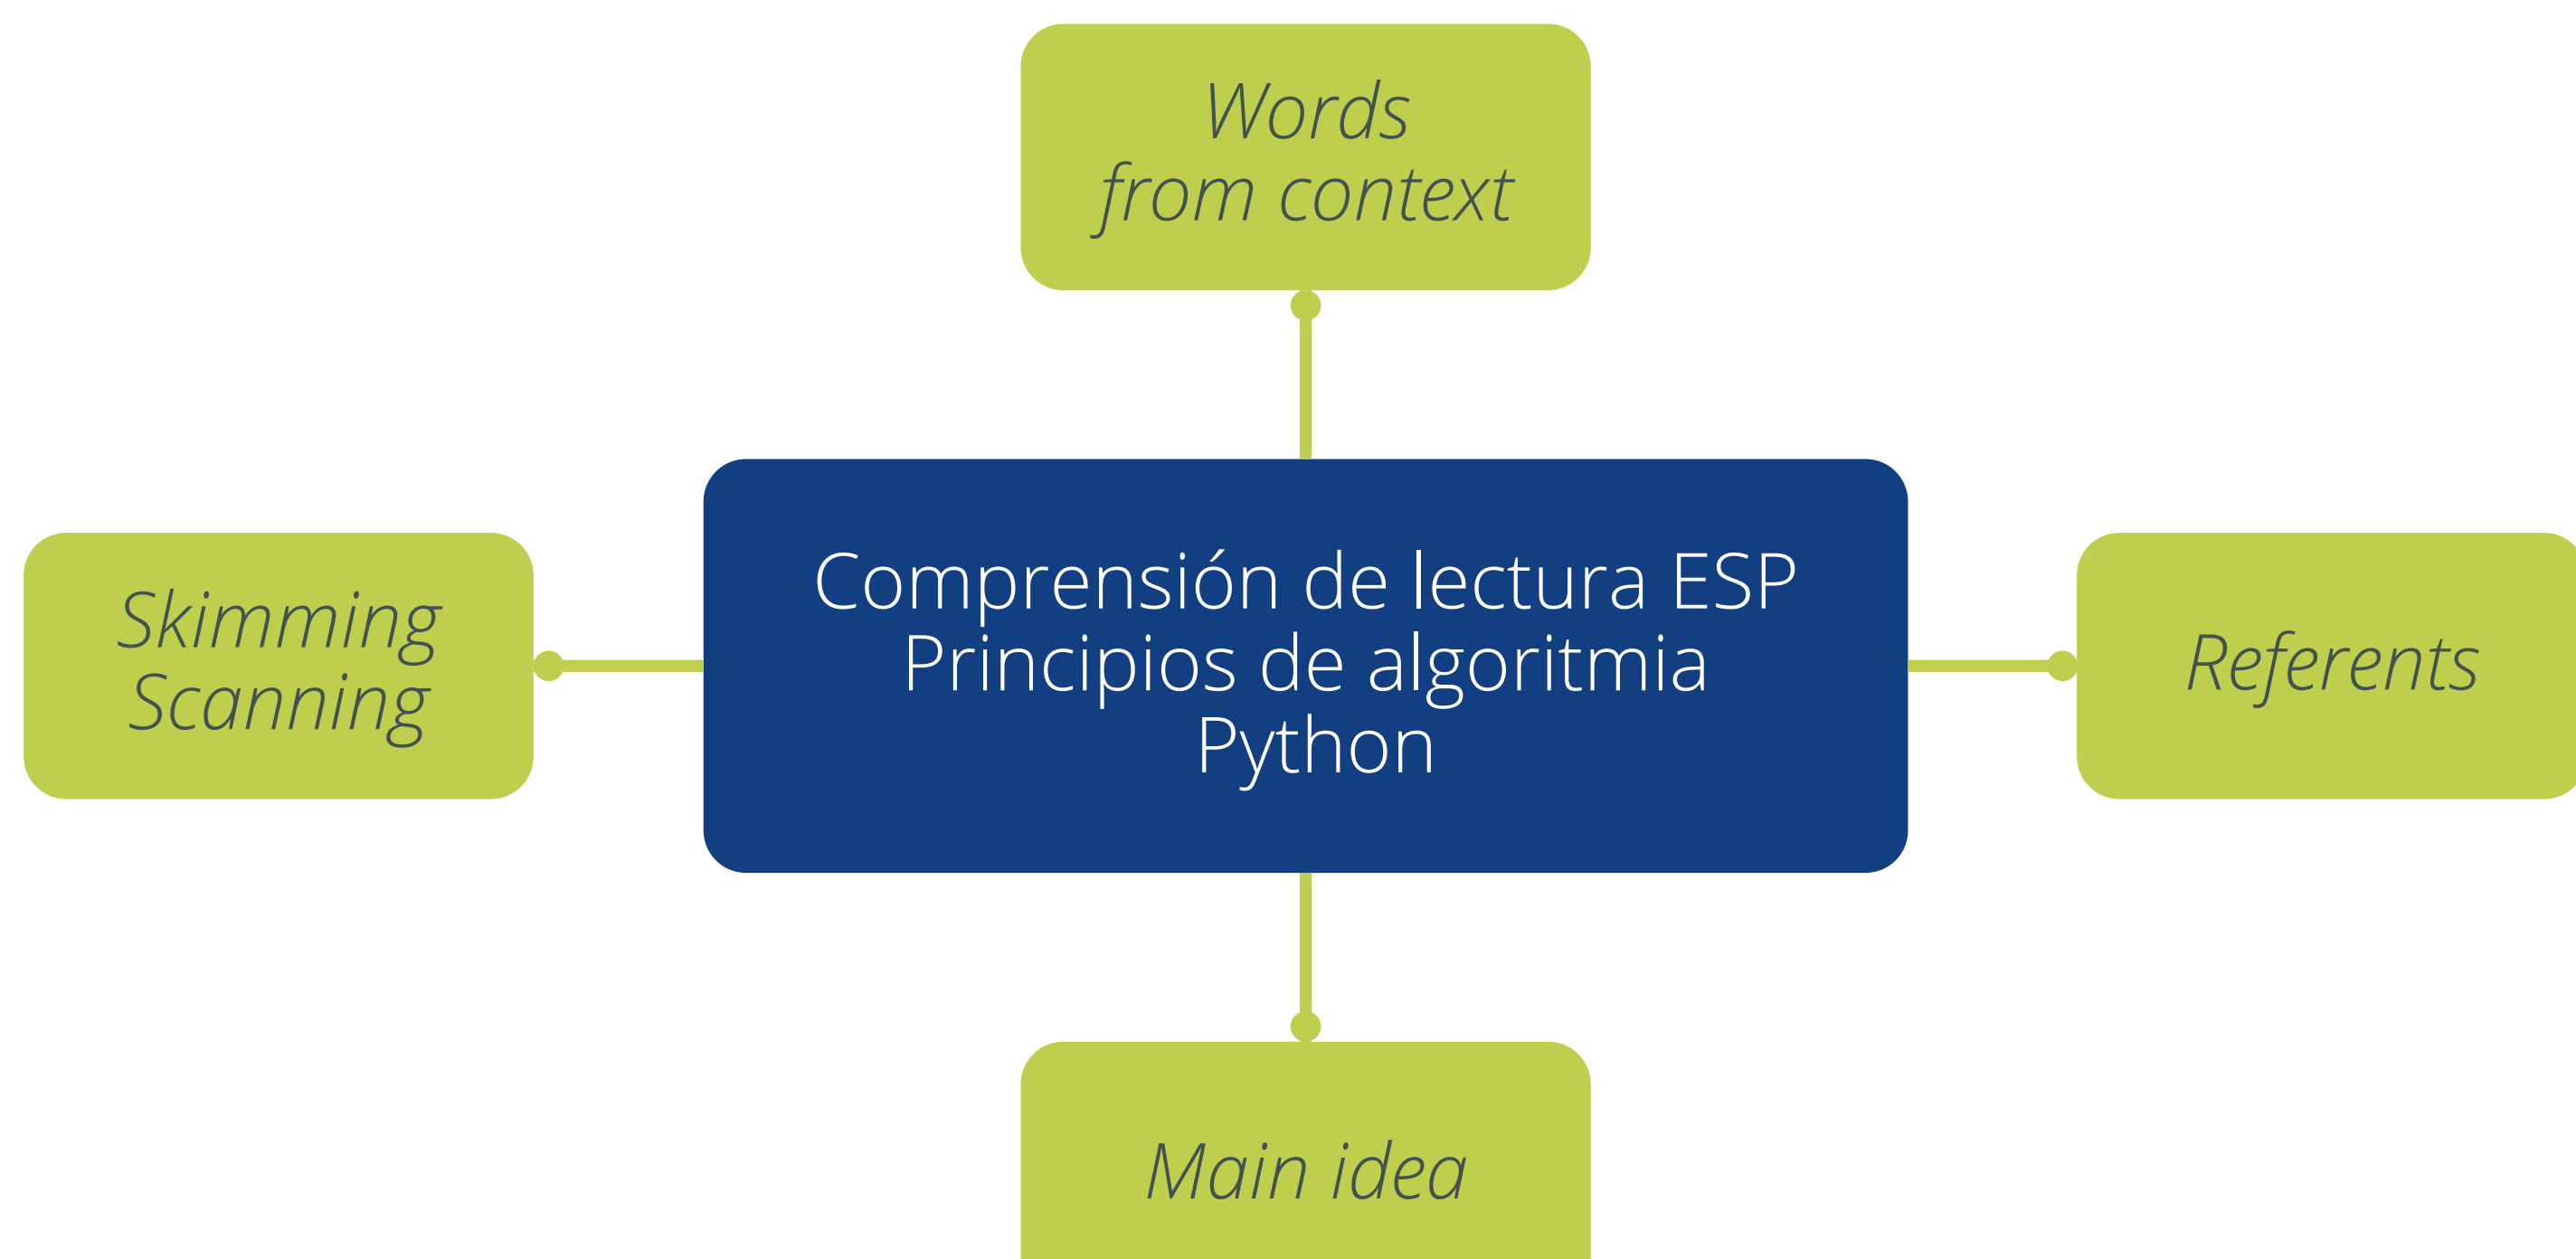 Words
from context
Skimming
Scanning
Comprensión de lectura ESP
Principios de algoritmia
Python
Referents
Main idea